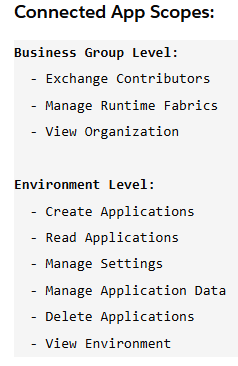 Connected App Scopes:
Business Group Level:
- Exchange Contributors
- Manage Runtime Fabrics
- View Organization
Environment Level:
- Create Applications
- Read Applications
- Manage Settings
- Manage Application Data
- Delete Applications
- View Environment